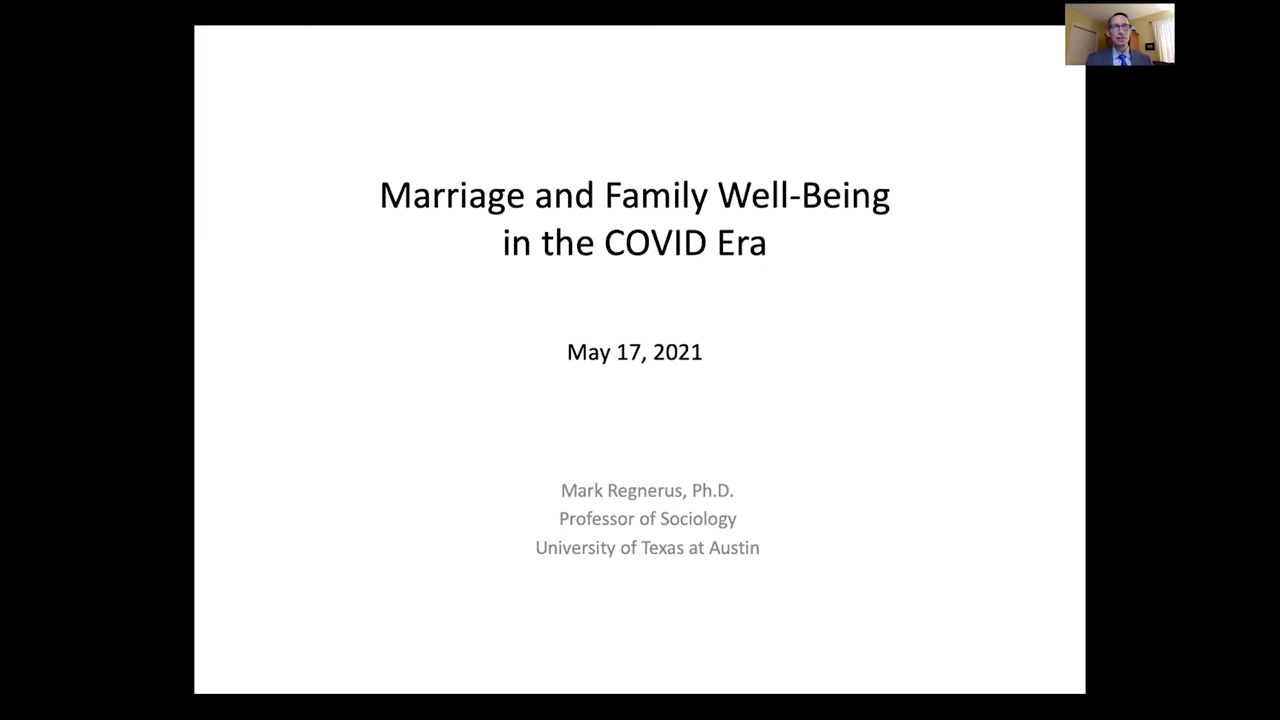 Marriage and Family Well-Being
in the COVID Era
May 17, 2021
Mark Regnerus, Ph.D.
Professor of Sociology
University of Texas at Austin